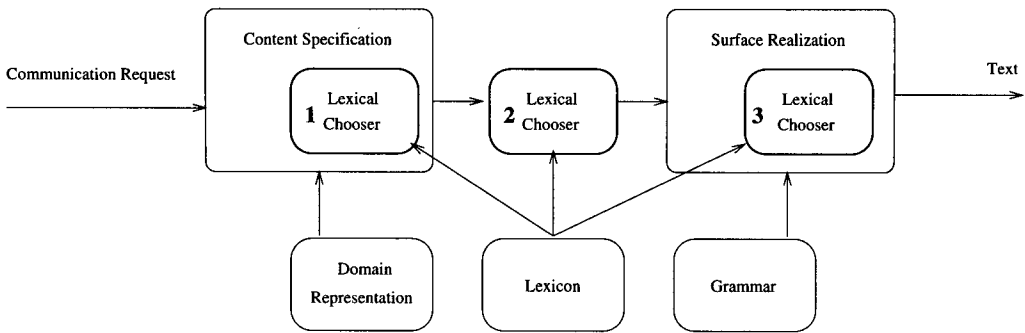 Content Specification
Surface Realization
Communication Request
Text
1 Lexical
Chooser
2 Lexical
Chooser
3 Lexical
Chooser
Domain
Representation
Lexicon
Grammar